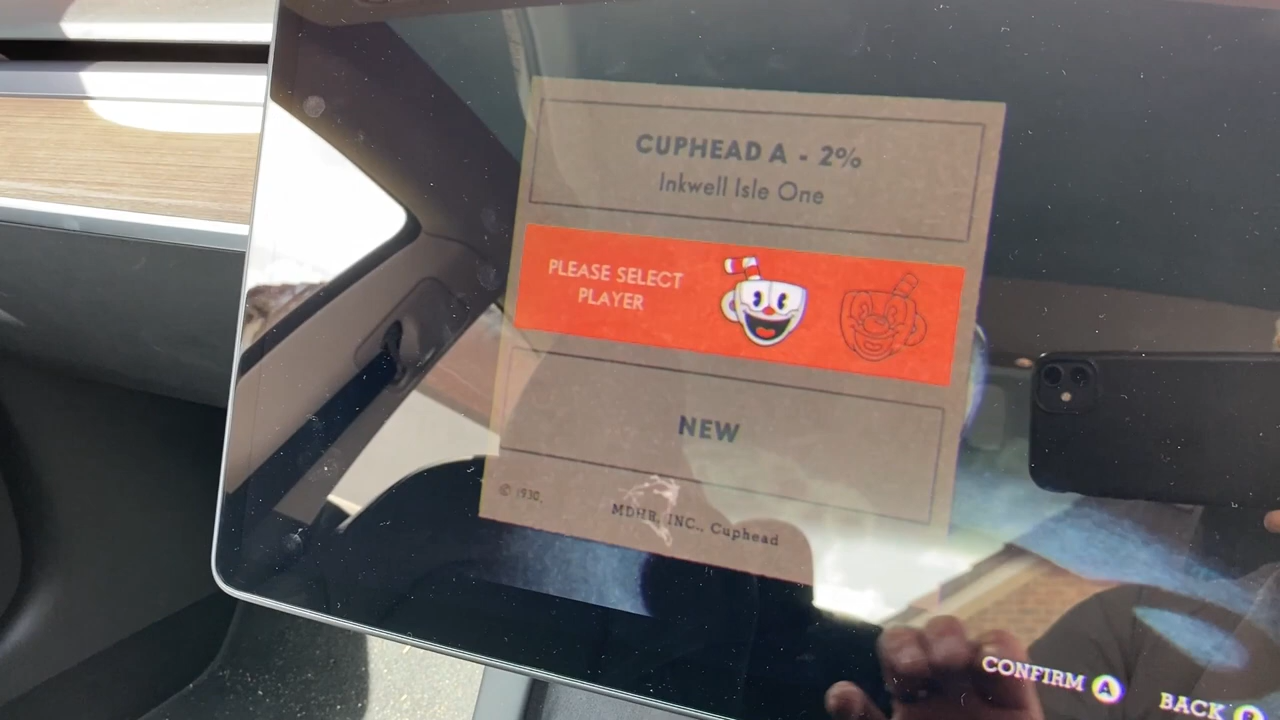 CUPHEAD A - 2%
Inkwell Isle One
PLEASE SELECT
PLAYER
NEW
© 1930,
MDHR, INC., Cuphead
CONFIRM A
BACK